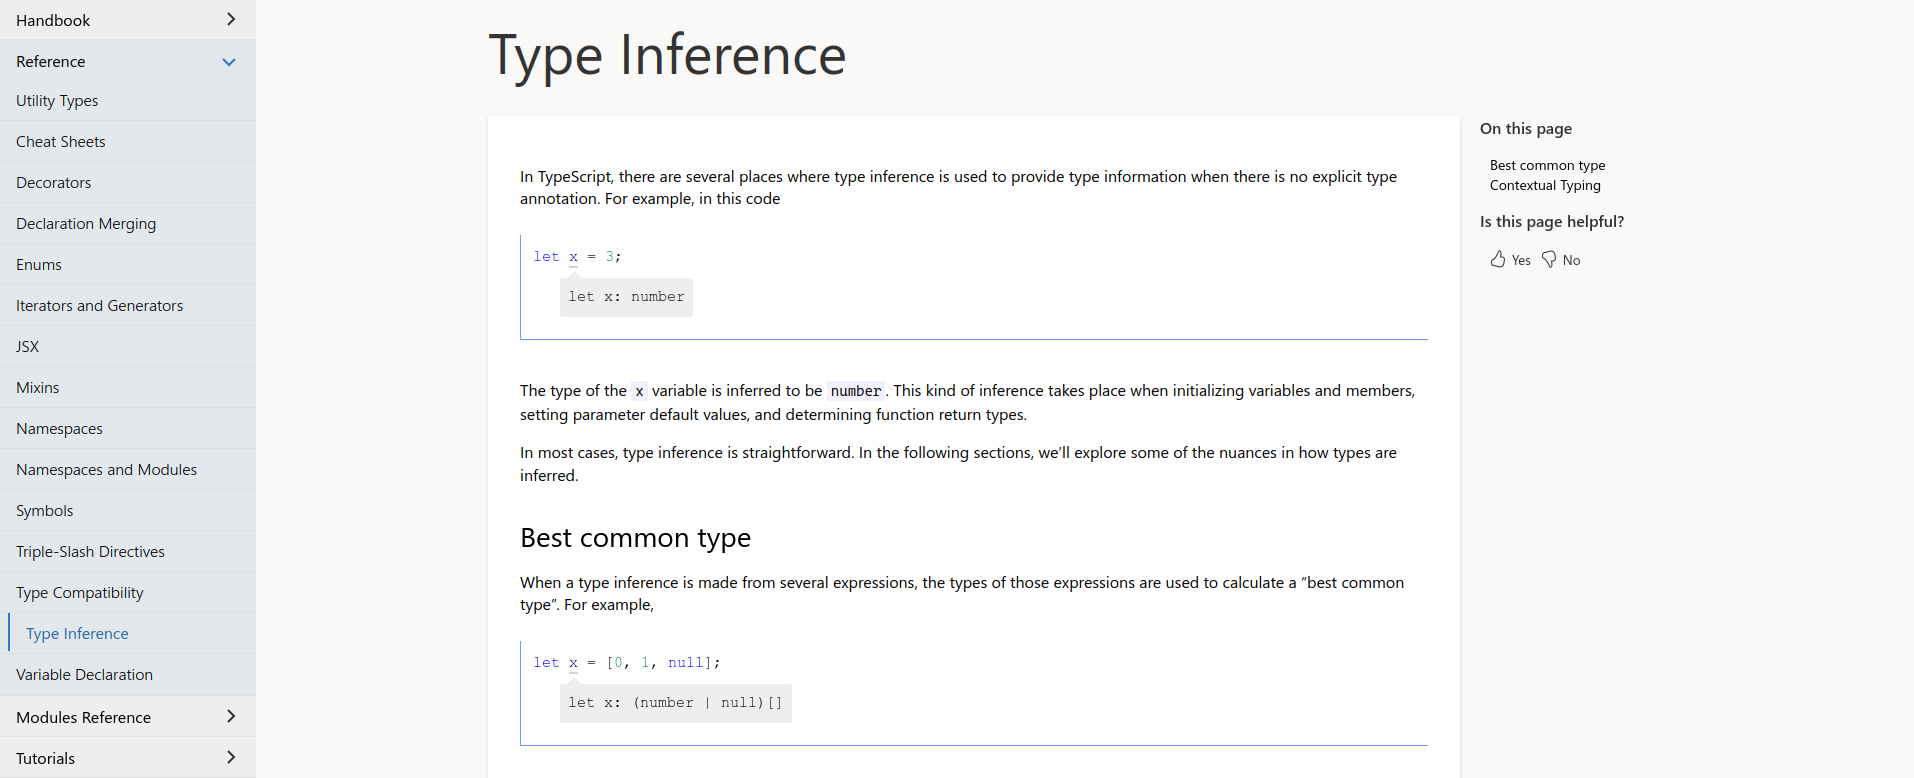 Handbook
Reference
Utility Types
Cheat Sheets
Decorators
Declaration Merging
Enums
Iterators and Generators
JSX
Mixins
Namespaces
Namespaces and Modules
Symbols
Triple-Slash Directives
Type Compatibility
Type Inference
Variable Declaration
Modules Reference
Tutorials
Type Inference
In TypeScript, there are several places where type inference is used to provide type information when there is no explicit type
annotation. For example, in this code
let x = 3;
let x: number
The type of the x variable is inferred to be number. This kind of inference takes place when initializing variables and members,
setting parameter default values, and determining function return types.
In most cases, type inference is straightforward. In the following sections, we’ll explore some of the nuances in how types are
inferred.
Best common type
When a type inference is made from several expressions, the types of those expressions are used to calculate a “best common
type”. For example,
let x = [0, 1, null];
let x: (number | null)[]
On this page
Best common type
Contextual Typing
Is this page helpful?
Yes No